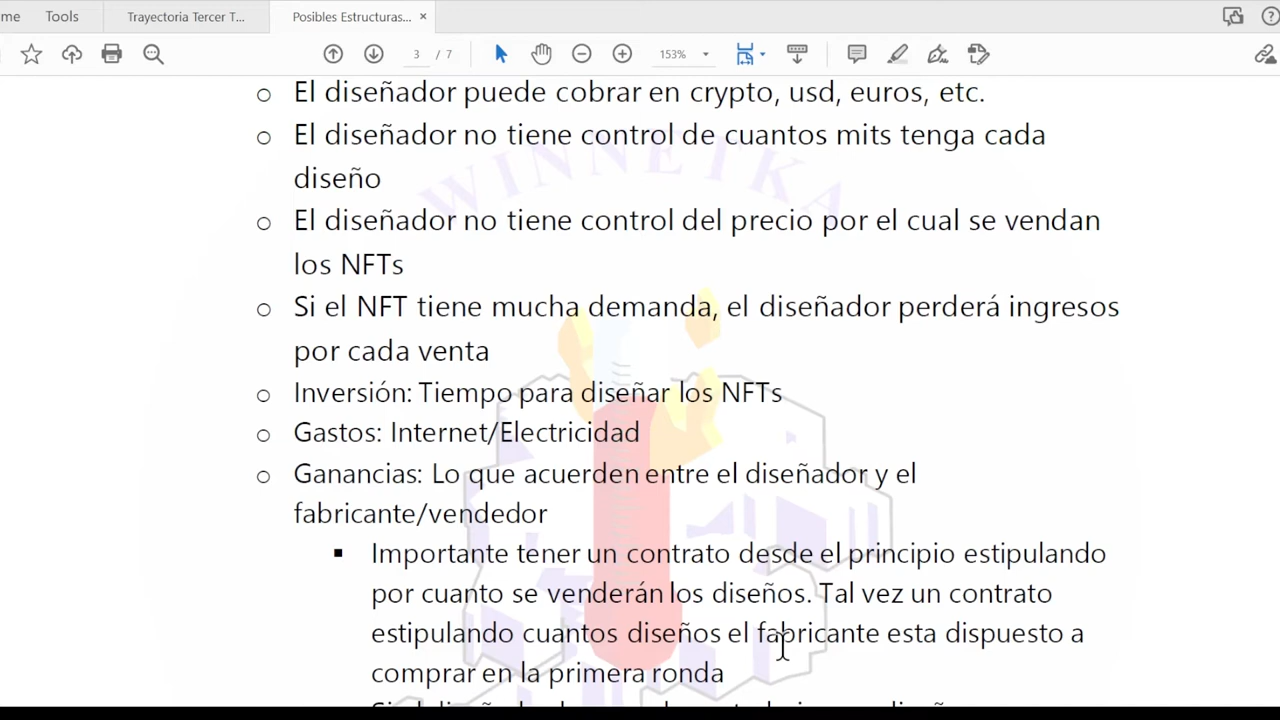 me Tools Trayectoria Tercer T... Posibles Estructuras... ×
3 / 7 153%
o El diseñador puede cobrar en crypto, usd, euros, etc.
o El diseñador no tiene control de cuantos mits tenga cada
diseño
o El diseñador no tiene control del precio por el cual se vendan
los NFTs
o Si el NFT tiene mucha demanda, el diseñador perderá ingresos
por cada venta
o Inversión: Tiempo para diseñar los NFTs
o Gastos: Internet/Electricidad
o Ganancias: Lo que acuerden entre el diseñador y el
fabricante/vendedor
▪ Importante tener un contrato desde el principio estipulando
por cuanto se venderán los diseños. Tal vez un contrato
estipulando cuantos diseños el fabricante esta dispuesto a
comprar en la primera ronda
WINNETKA